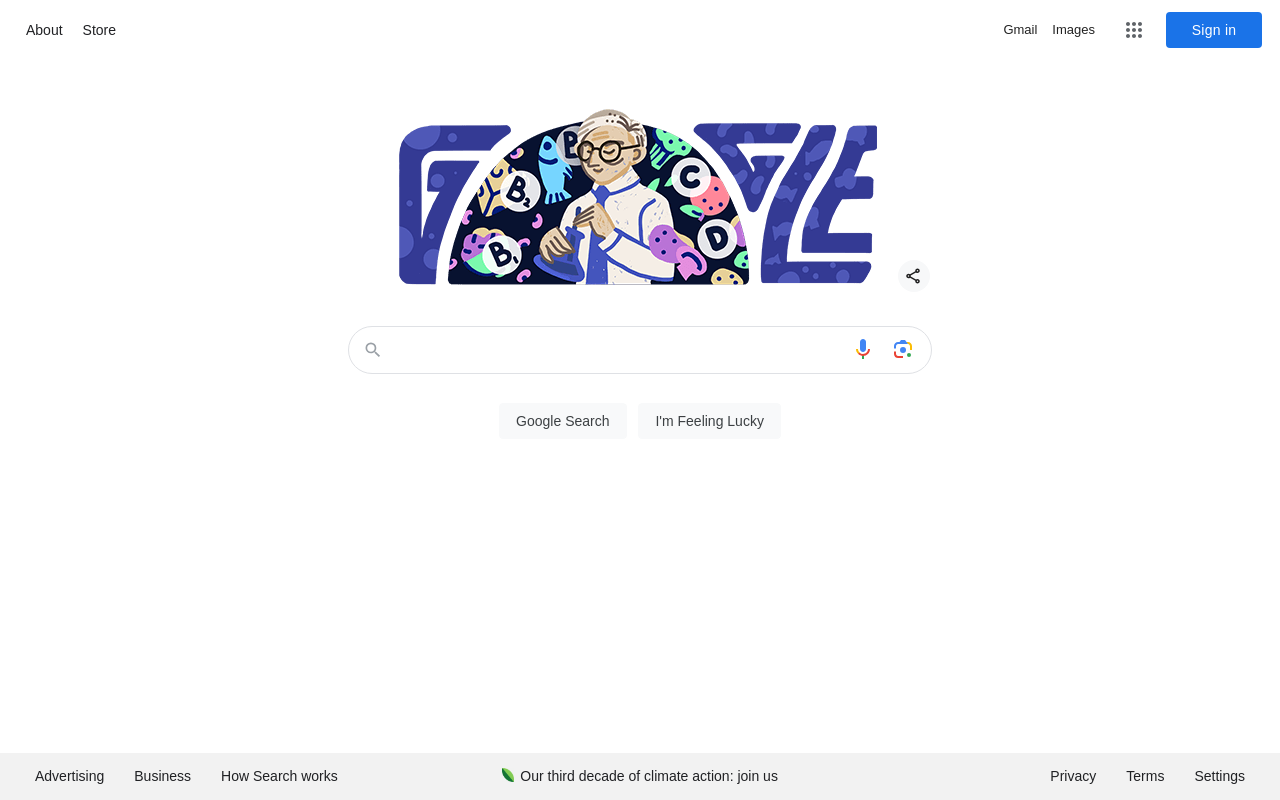 About Store Gmail Images Sign in
B
C
B2
D
B1
Google Search I'm Feeling Lucky
Advertising Business How Search works Our third decade of climate action: join us Privacy Terms Settings